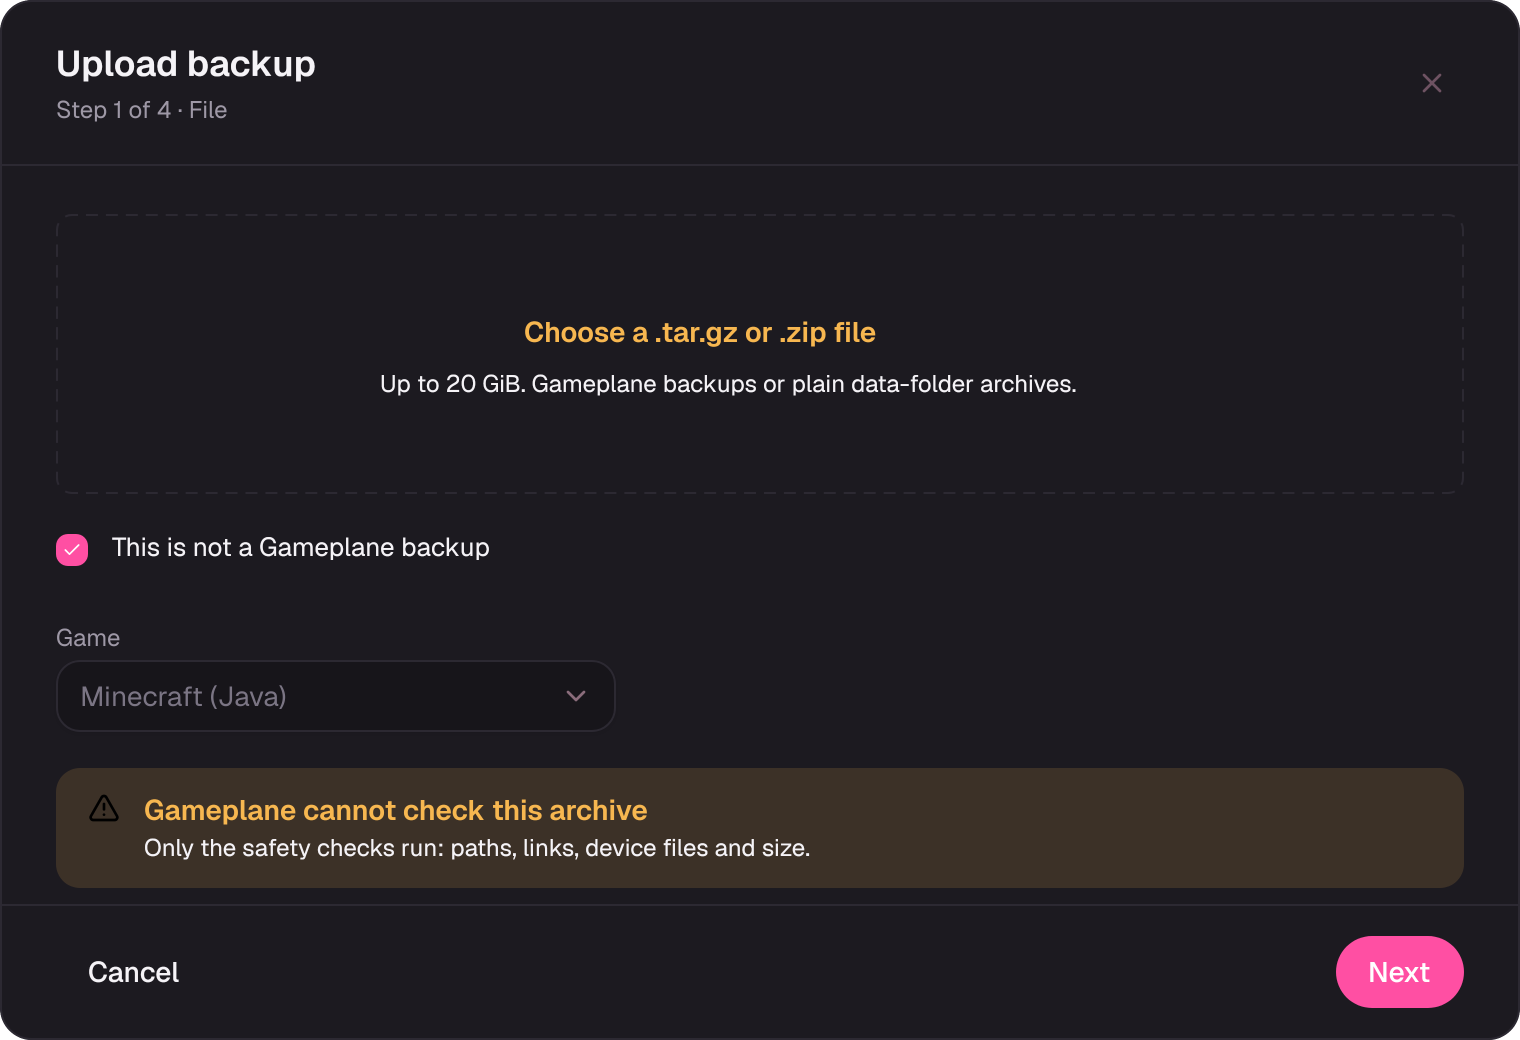 Upload backup
Step 1 of 4 · File
Choose a .tar.gz or .zip file
Up to 20 GiB. Gameplane backups or plain data-folder archives.
This is not a Gameplane backup
Game
Minecraft (Java)
Gameplane cannot check this archive
Only the safety checks run: paths, links, device files and size.
Cancel
Next